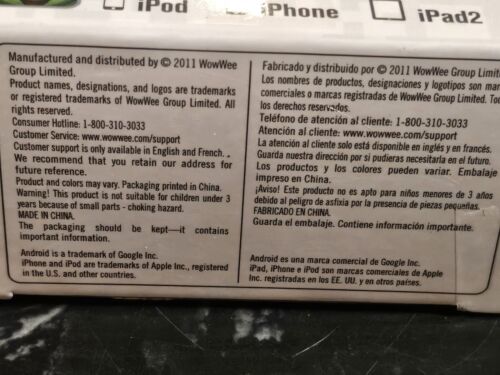 iPod
iPhone
iPad2
Manufactured and distributed by © 2011 WowWee
Group Limited.
Product names, designations, and logos are trademarks
or registered trademarks of WowWee Group Limited. All
rights reserved.
Consumer Hotline: 1-800-310-3033
Customer Service: www.wowwee.com/support
Customer support is only available in English and French.
We recommend that you retain our address for
future reference.
Product and colors may vary. Packaging printed in China.
Warning! This product is not suitable for children under 3
years because of small parts - choking hazard.
MADE IN CHINA.
The packaging should be kept—it contains
important information.
Android is a trademark of Google Inc.
iPhone and iPod are trademarks of Apple Inc., registered
in the U.S. and other countries.
Fabricado y distribuido por © 2011 WowWee Group Limited.
Los nombres de productos, designaciones y logotipos son mar
comerciales o marcas registradas de WowWee Group Limited. To
los derechos reservados.
Teléfono de atención al cliente: 1-800-310-3033
Atención al cliente: www.wowwee.com/support
La atención al cliente solo está disponible en inglés y en francés.
Guarda nuestra dirección por si pudieras necesitarla en el futuro.
Los productos y los colores pueden variar. Embalaje
impreso en China.
¡Aviso! Este producto no es apto para niños menores de 3 años
debido al peligro de asfixia por la presencia de piezas pequeñas.
FABRICADO EN CHINA.
Guarda el embalaje. Contiene información importante.
Android es una marca comercial de Google Inc.
iPad, iPhone e iPod son marcas comerciales de Apple
Inc. registradas en los EE. UU. y en otros países.